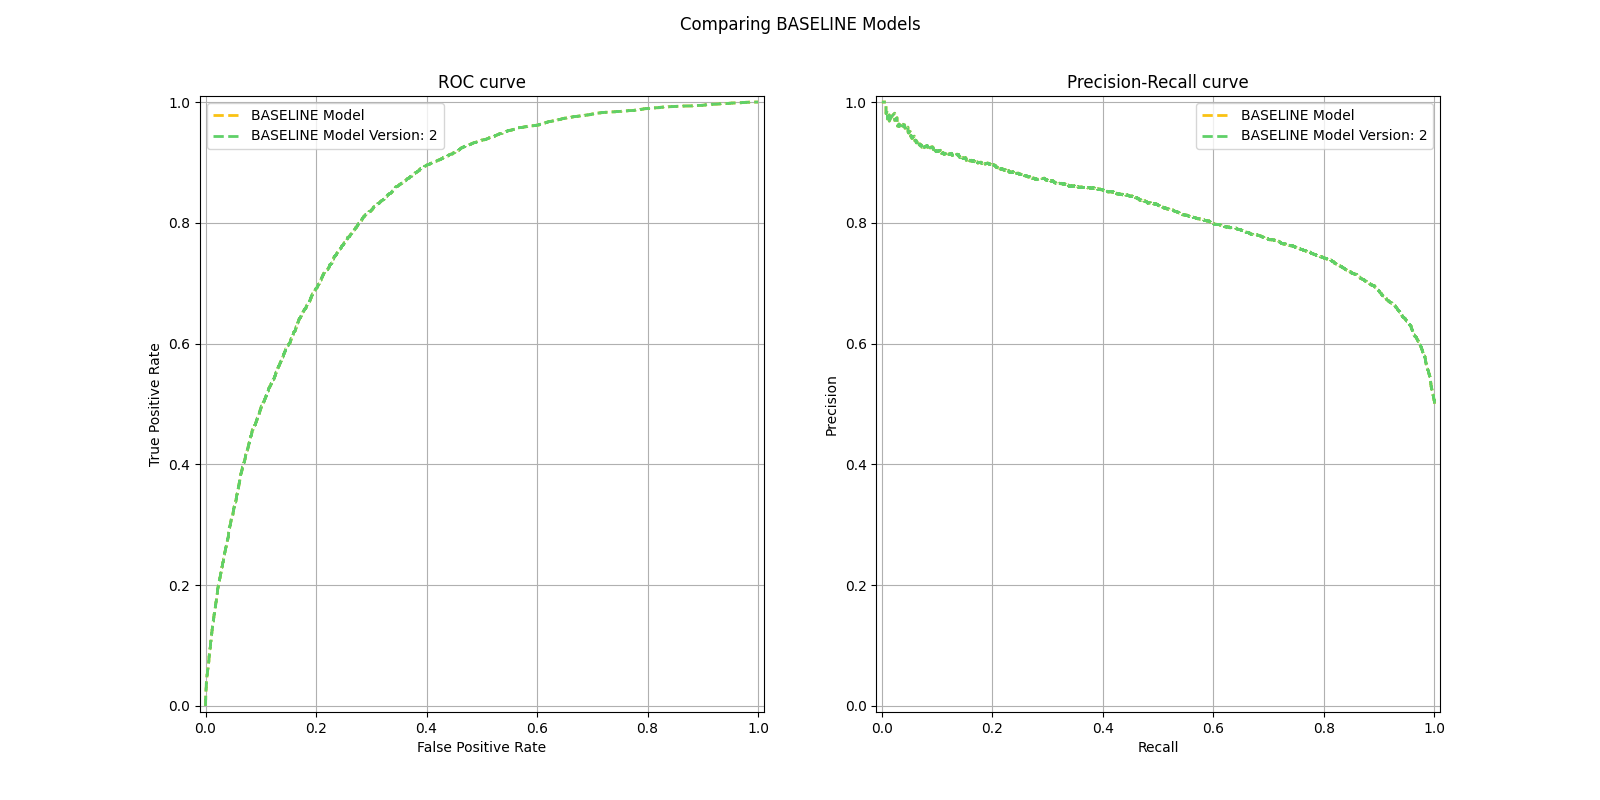 Comparing BASELINE Models
ROC curve
BASELINE Model
BASELINE Model Version: 2
1.0
0.8
0.6
0.4
0.2
0.0
True Positive Rate
0.0 0.2 0.4 0.6 0.8 1.0
False Positive Rate
Precision-Recall curve
BASELINE Model
BASELINE Model Version: 2
1.0
0.8
0.6
0.4
0.2
0.0
Precision
0.0 0.2 0.4 0.6 0.8 1.0
Recall